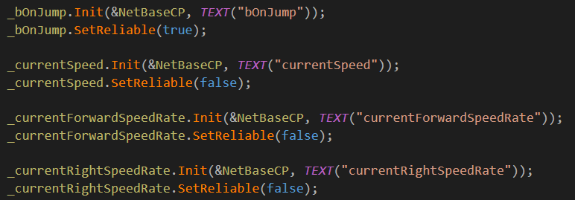 _bOnJump.Init(&NetBaseCP, TEXT("bOnJump"));
_bOnJump.SetReliable(true);
_currentSpeed.Init(&NetBaseCP, TEXT("currentSpeed"));
_currentSpeed.SetReliable(false);
_currentForwardSpeedRate.Init(&NetBaseCP, TEXT("currentForwardSpeedRate"));
_currentForwardSpeedRate.SetReliable(false);
_currentRightSpeedRate.Init(&NetBaseCP, TEXT("currentRightSpeedRate"));
_currentRightSpeedRate.SetReliable(false);